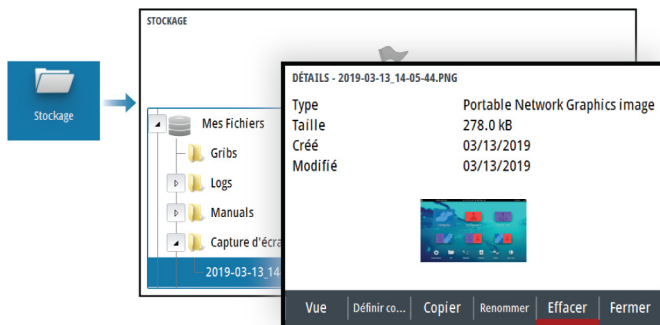 STOCKAGE
Stockage
Mes Fichiers
Gribs
Logs
Manuals
Capture d'écra
2019-03-13_14
DÉTAILS - 2019-03-13_14-05-44.PNG
Type Portable Network Graphics image
Taille 278.0 kB
Créé 03/13/2019
Modifié 03/13/2019
Vue Définir co... Copier Renommer Effacer Fermer